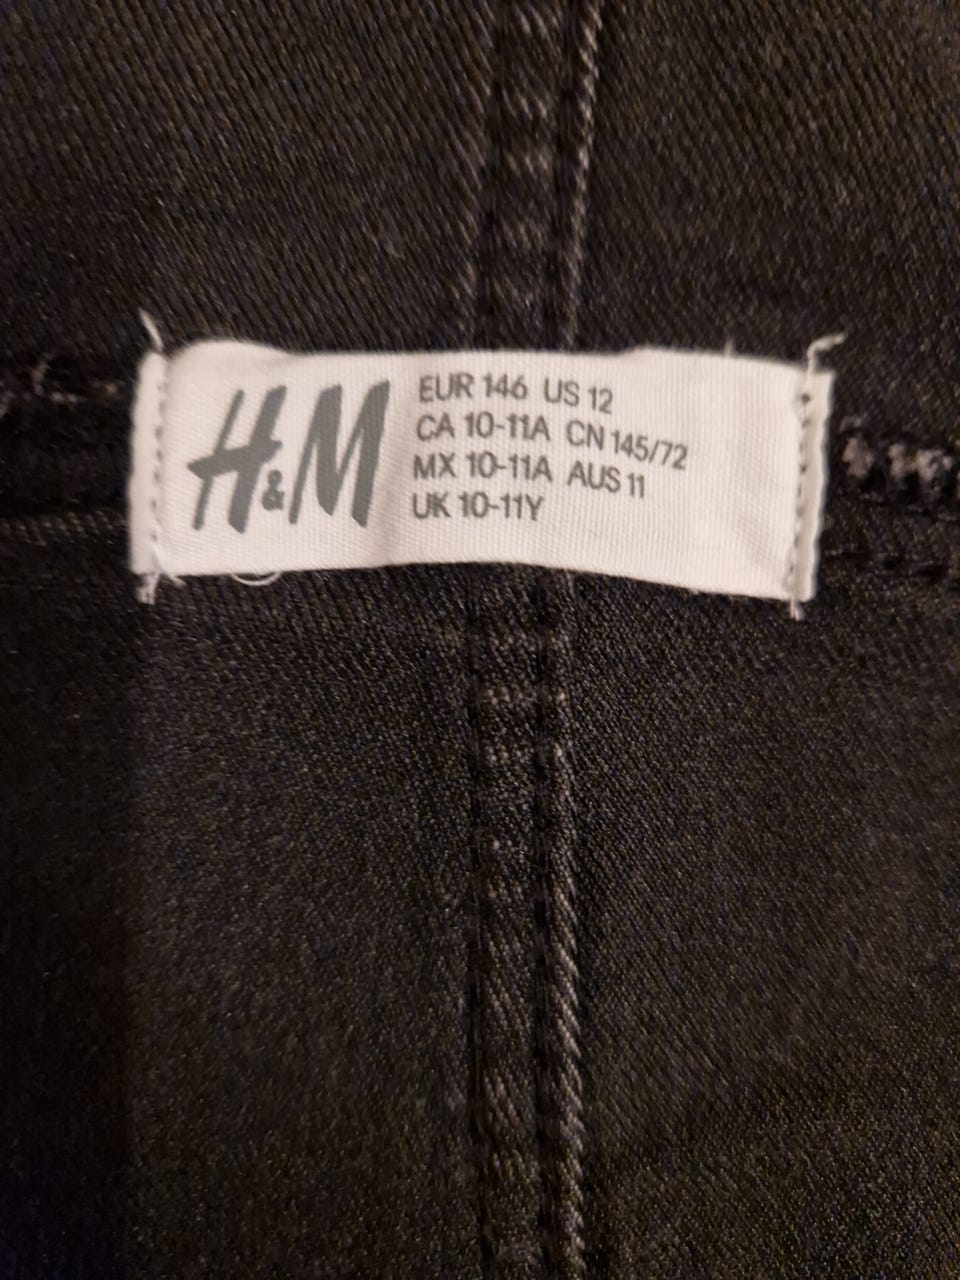 H&M
EUR 146 US 12
CA 10-11A CN 145/72
MX 10-11A AUS 11
UK 10-11Y